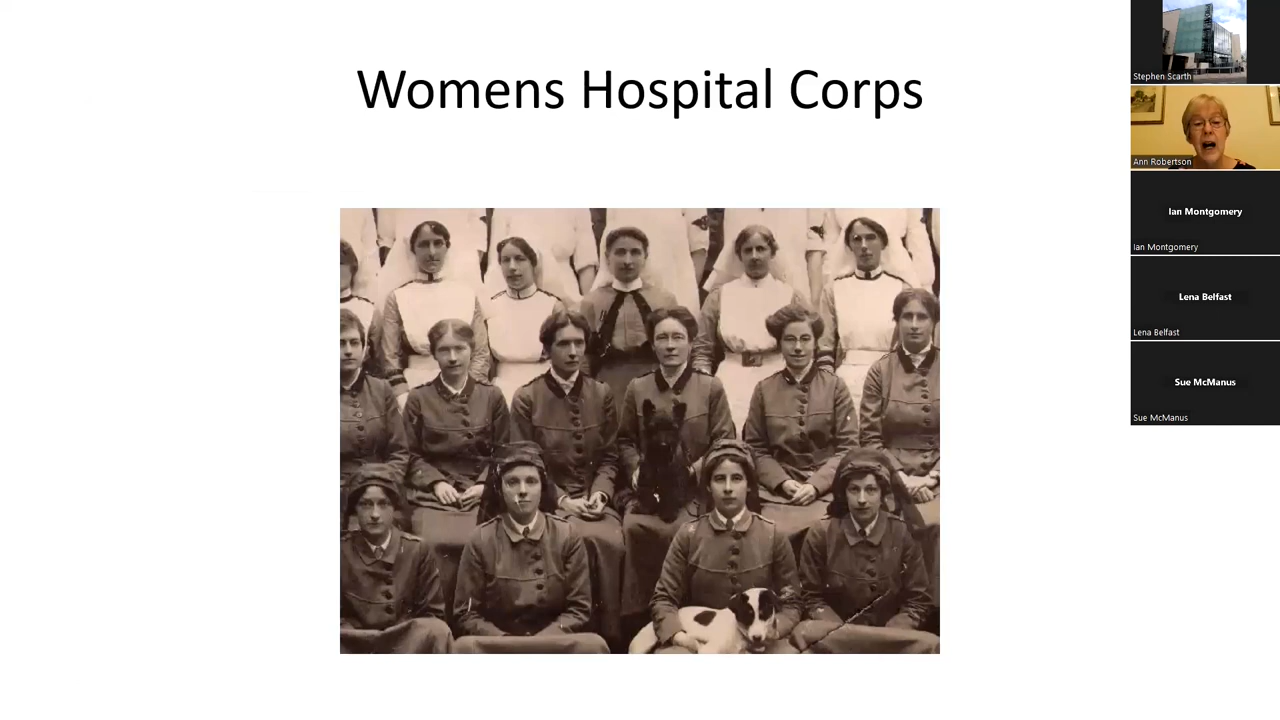 Womens Hospital Corps
Stephen Scarth
Ann Robertson
Ian Montgomery
Ian Montgomery
Lena Belfast
Lena Belfast
Sue McManus
Sue McManus